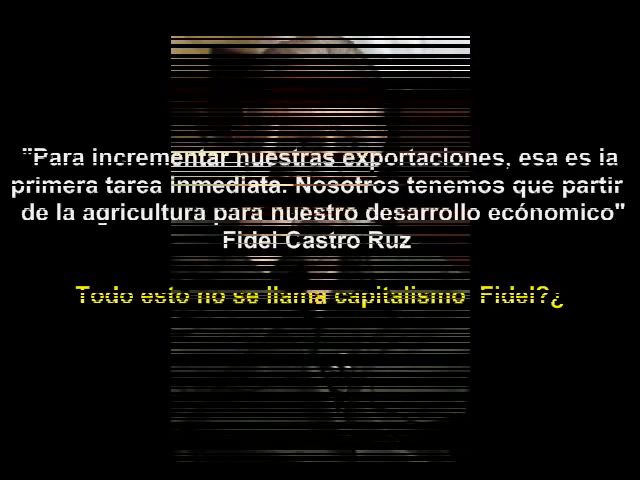 "Para incrementar nuestras exportaciones, esa es la
primera tarea inmediata. Nosotros tenemos que partir
de la agricultura para nuestro desarrollo ecónomico"
Fidel Castro Ruz
Todo esto no se llama capitalismo Fidel?¿